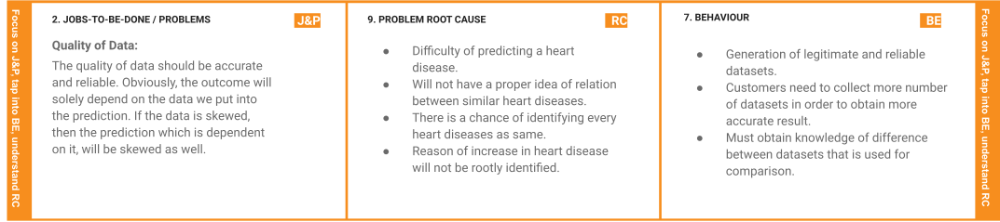 Focus on J&P, tap into BE, understand RC
2. JOBS-TO-BE-DONE / PROBLEMS
J&P
Quality of Data:
The quality of data should be accurate
and reliable. Obviously, the outcome will
solely depend on the data we put into
the prediction. If the data is skewed,
then the prediction which is dependent
on it, will be skewed as well.
9. PROBLEM ROOT CAUSE
RC
● Difficulty of predicting a heart
disease.
● Will not have a proper idea of relation
between similar heart diseases.
● There is a chance of identifying every
heart diseases as same.
● Reason of increase in heart disease
will not be rootly identified.
7. BEHAVIOUR
BE
● Generation of legitimate and reliable
datasets.
● Customers need to collect more number
of datasets in order to obtain more
accurate result.
● Must obtain knowledge of difference
between datasets that is used for
comparison.
Focus on J&P, tap into BE, understand RC